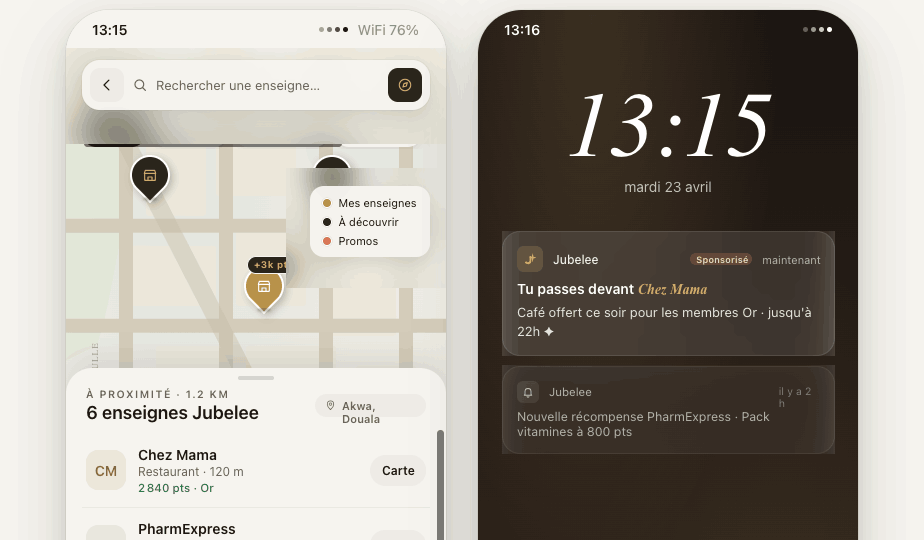 13:15
WiFi 76%
Rechercher une enseigne...
Mes enseignes
À découvrir
Promos
+3k pt
ULLE
À PROXIMITÉ · 1.2 KM
6 enseignes Jubelee
Akwa,
Douala
CM
Chez Mama
Restaurant · 120 m
2 840 pts · Or
Carte
PharmExpress
13:16
13:15
mardi 23 avril
Jubelee
Sponsorisé
maintenant
Tu passes devant Chez Mama
Café offert ce soir pour les membres Or · jusqu'à
22h ✦
Jubelee
il y a 2
h
Nouvelle récompense PharmExpress · Pack
vitamines à 800 pts